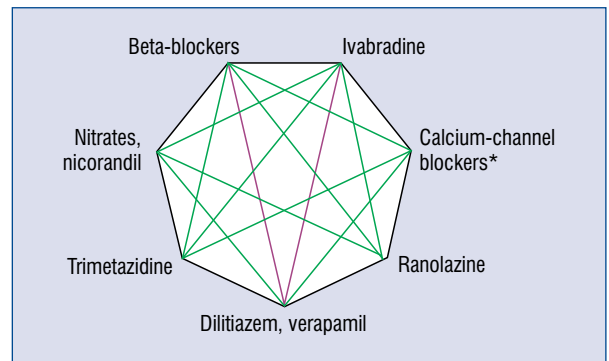 Beta-blockers
Ivabradine
Nitrates,
nicorandil
Calcium-channel
blockers*
Trimetazidine
Ranolazine
Dilitiazem, verapamil